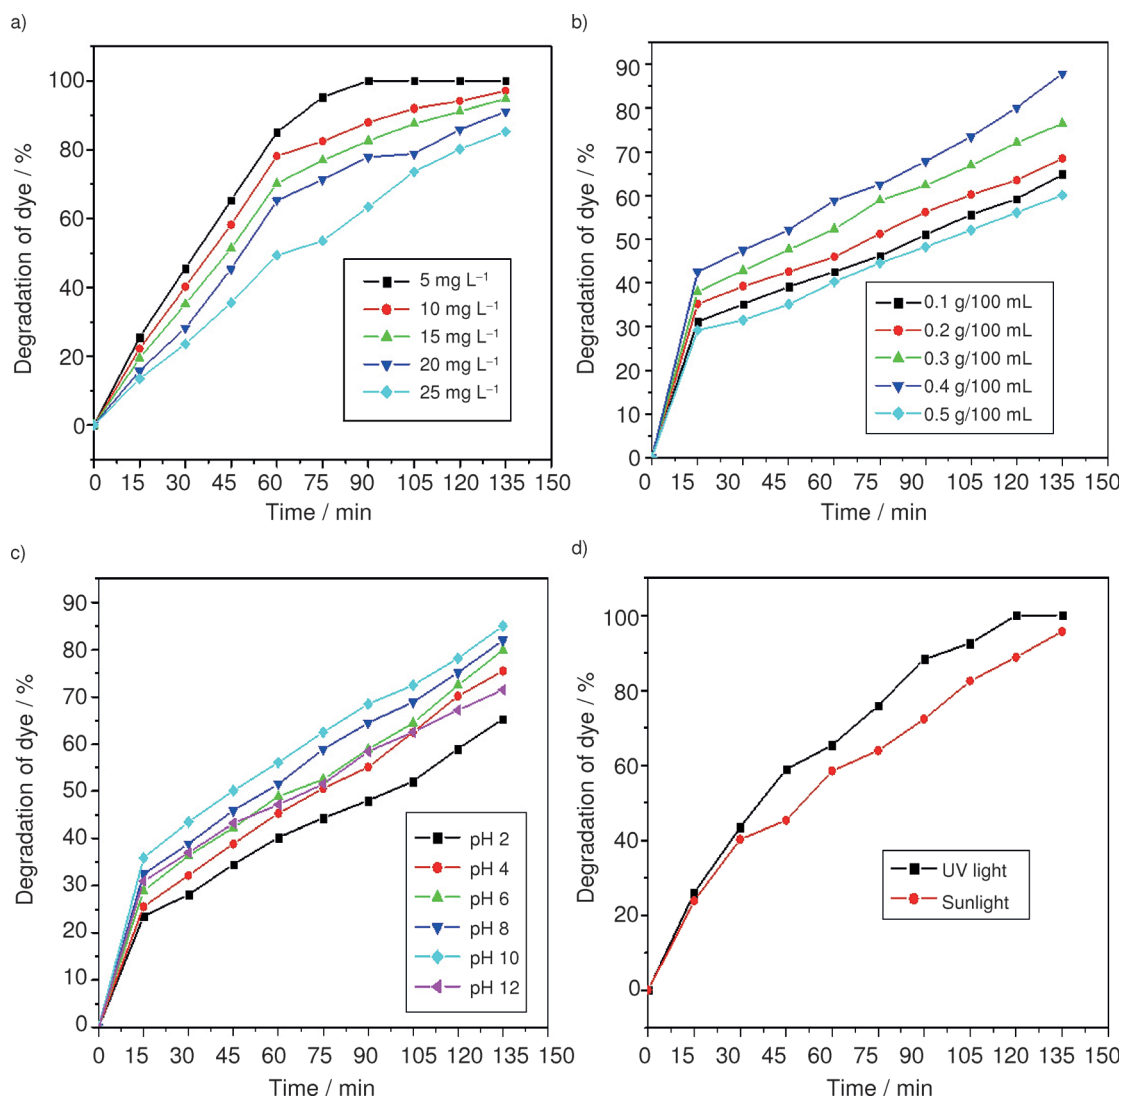 a)
Degradation of dye / %
100
80
60
40
20
0
5 mg L⁻¹
10 mg L⁻¹
15 mg L⁻¹
20 mg L⁻¹
25 mg L⁻¹
0 15 30 45 60 75 90 105 120 135 150
Time / min
b)
Degradation of dye / %
90
80
70
60
50
40
30
20
10
0
0.1 g/100 mL
0.2 g/100 mL
0.3 g/100 mL
0.4 g/100 mL
0.5 g/100 mL
0 15 30 45 60 75 90 105 120 135 150
Time / min
c)
Degradation of dye / %
90
80
70
60
50
40
30
20
10
0
pH 2
pH 4
pH 6
pH 8
pH 10
pH 12
0 15 30 45 60 75 90 105 120 135 150
Time / min
d)
Degradation of dye / %
100
80
60
40
20
0
UV light
Sunlight
0 15 30 45 60 75 90 105 120 135 150
Time / min